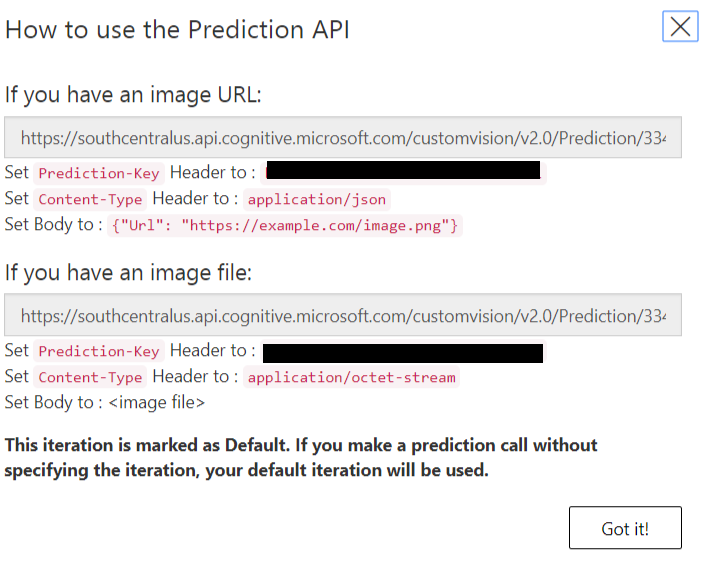 How to use the Prediction API
If you have an image URL:
https://southcentralus.api.cognitive.microsoft.com/customvision/v2.0/Prediction/334
Set Prediction-Key Header to :
Set Content-Type Header to : application/json
Set Body to : {"Url": "https://example.com/image.png"}
If you have an image file:
https://southcentralus.api.cognitive.microsoft.com/customvision/v2.0/Prediction/334
Set Prediction-Key Header to :
Set Content-Type Header to : application/octet-stream
Set Body to : <image file>
This iteration is marked as Default. If you make a prediction call without
specifying the iteration, your default iteration will be used.
Got it!